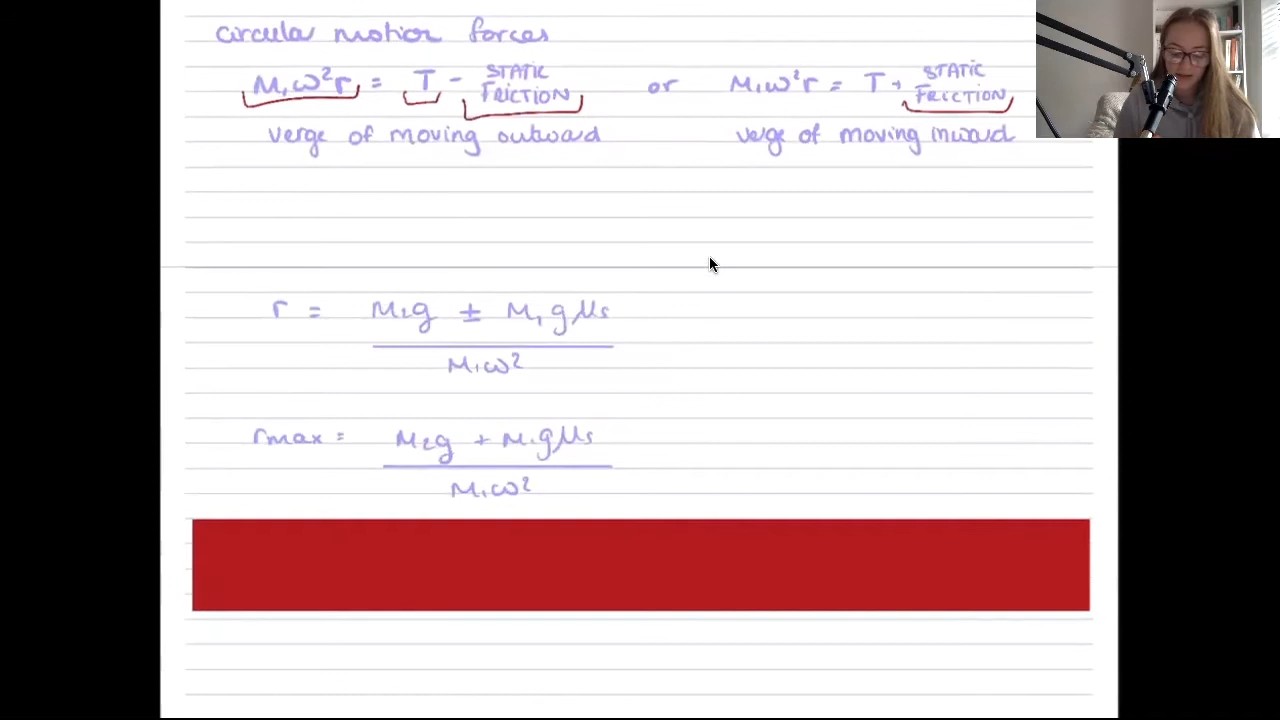 circular motion forces
M₁ω²r = T - STATIC FRICTION or M₁ω²r = T + STATIC FRICTION
verge of moving outward verge of moving inward
r = M₂g ± M₁gμs
M₁ω²
rmax = M₂g + M₁gμs
M₁ω²